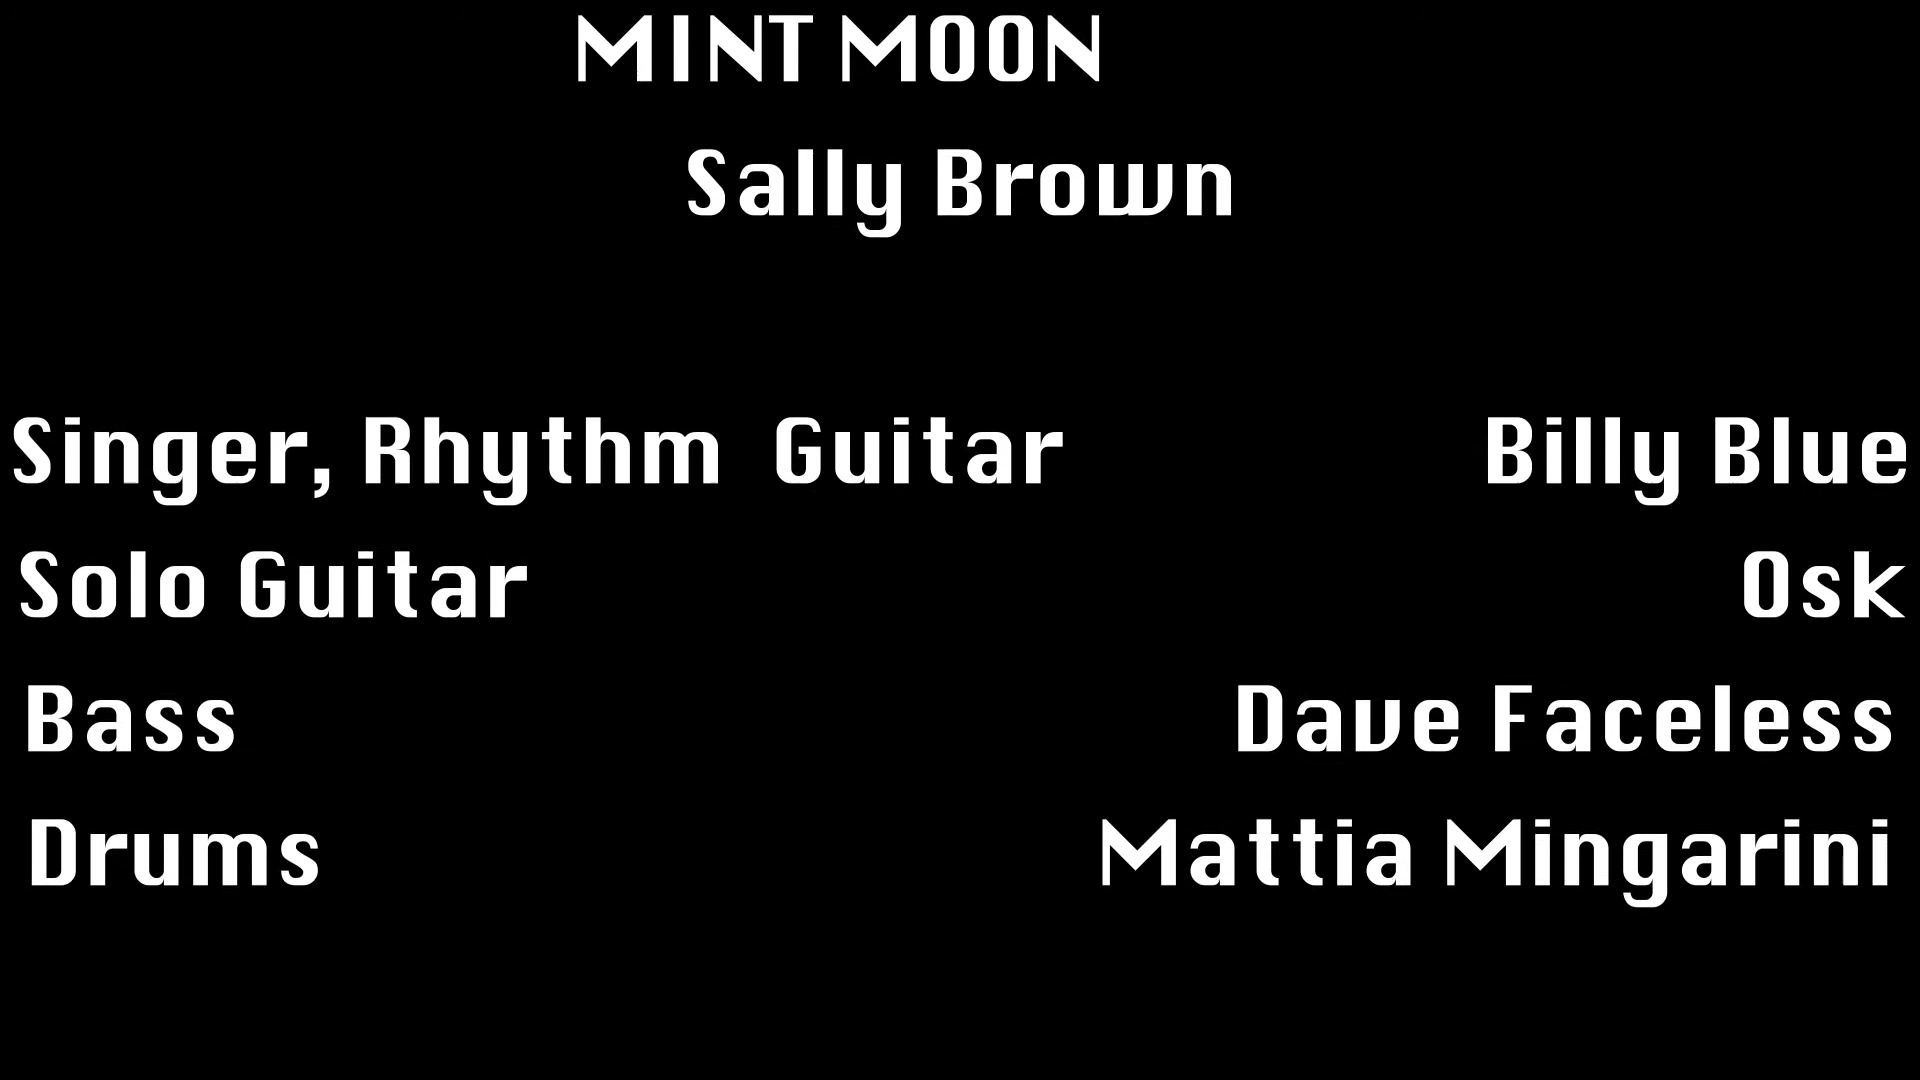 MINT MOON
Sally Brown
Singer, Rhythm  Guitar Billy Blue
Solo Guitar Osk
Bass Dave Faceless
Drums Mattia Mingarini